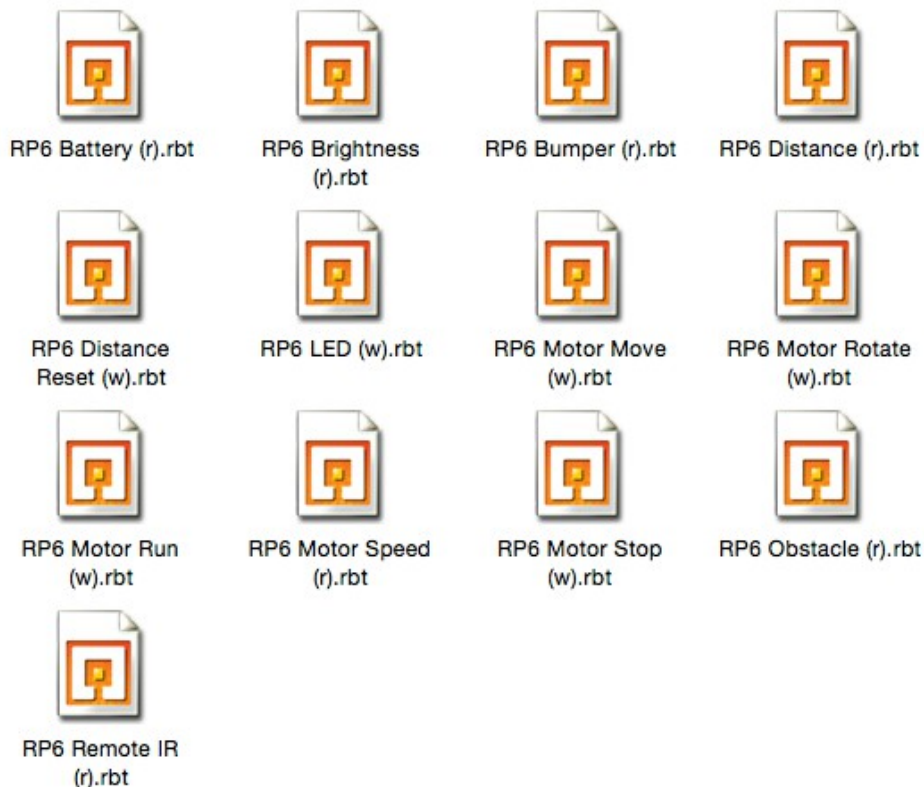 RP6 Battery (r).rbt
RP6 Brightness
(r).rbt
RP6 Bumper (r).rbt
RP6 Distance (r).rbt
RP6 Distance
Reset (w).rbt
RP6 LED (w).rbt
RP6 Motor Move
(w).rbt
RP6 Motor Rotate
(w).rbt
RP6 Motor Run
(w).rbt
RP6 Motor Speed
(r).rbt
RP6 Motor Stop
(w).rbt
RP6 Obstacle (r).rbt
RP6 Remote IR
(r).rbt